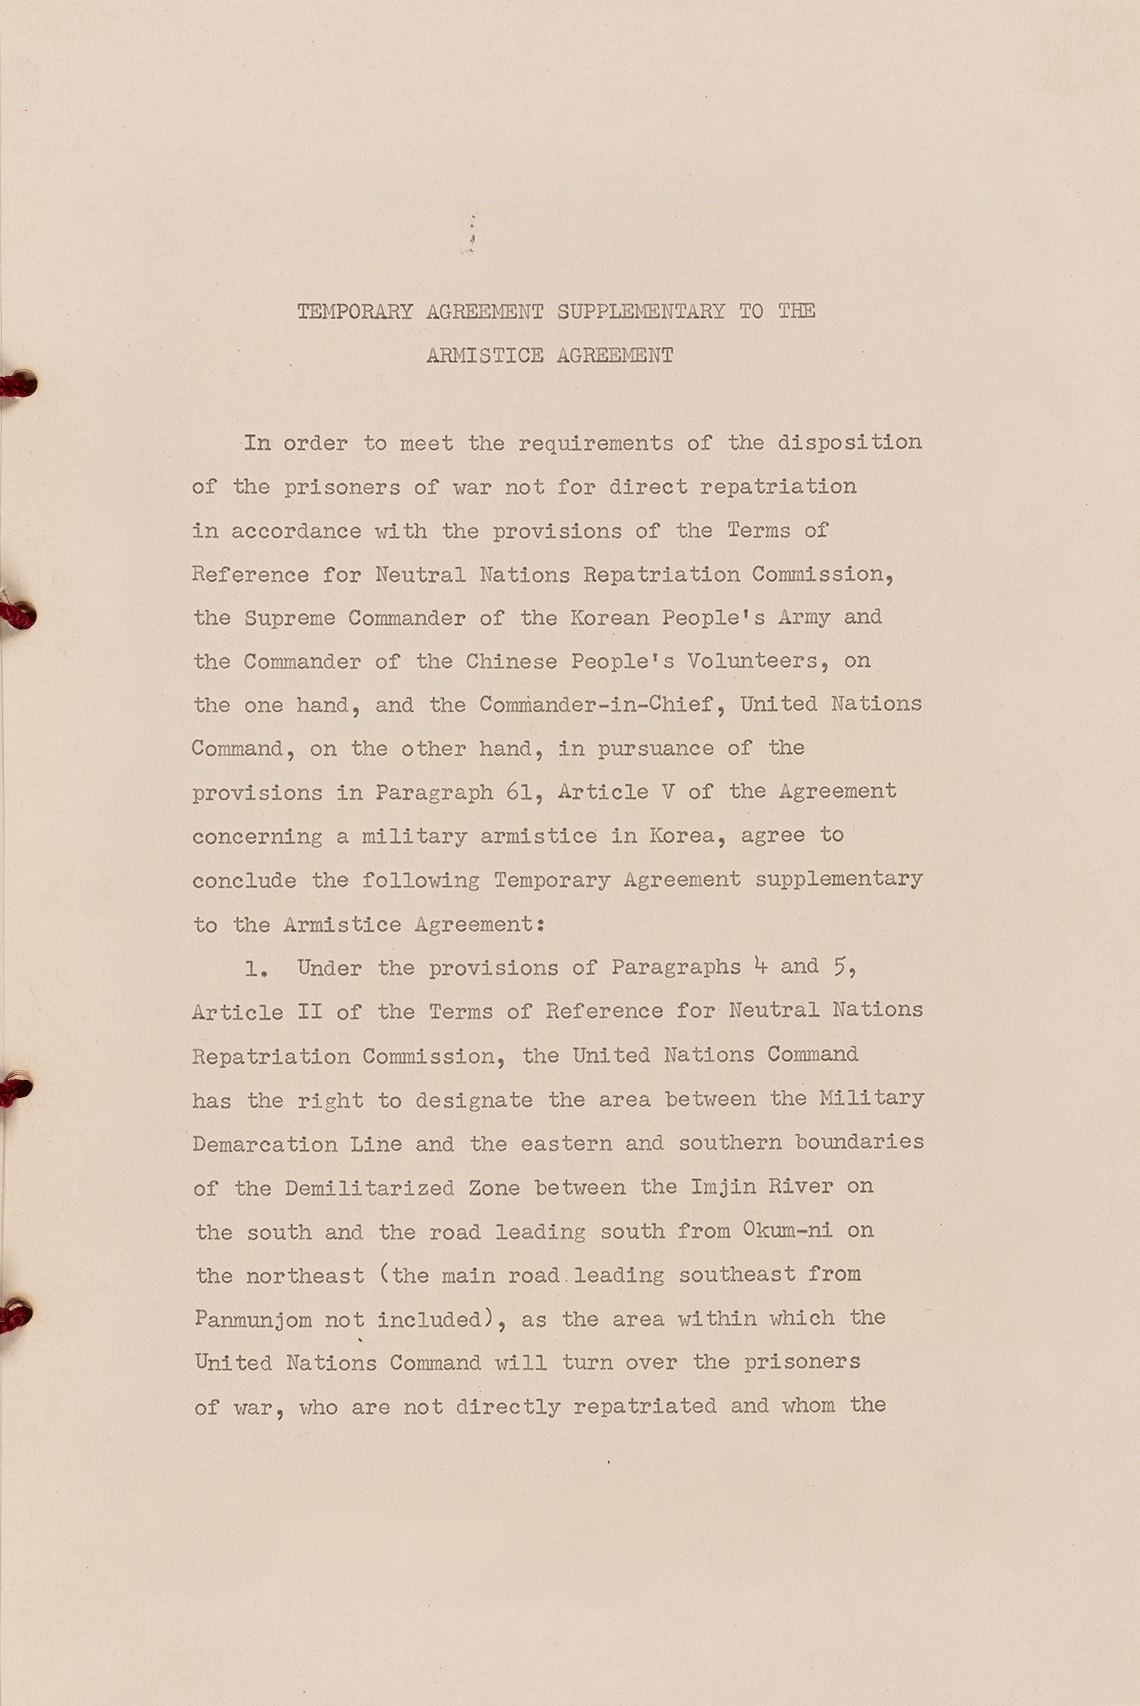 TEMPORARY AGREEMENT SUPPLEMENTARY TO THE
ARMISTICE AGREEMENT
In order to meet the requirements of the disposition
of the prisoners of war not for direct repatriation
in accordance with the provisions of the Terms of
Reference for Neutral Nations Repatriation Commission,
the Supreme Commander of the Korean People's Army and
the Commander of the Chinese People's Volunteers, on
the one hand, and the Commander-in-Chief, United Nations
Command, on the other hand, in pursuance of the
provisions in Paragraph 61, Article V of the Agreement
concerning a military armistice in Korea, agree to
conclude the following Temporary Agreement supplementary
to the Armistice Agreement:
1. Under the provisions of Paragraphs 4 and 5,
Article II of the Terms of Reference for Neutral Nations
Repatriation Commission, the United Nations Command
has the right to designate the area between the Military
Demarcation Line and the eastern and southern boundaries
of the Demilitarized Zone between the Imjin River on
the south and the road leading south from Okum-ni on
the northeast (the main road leading southeast from
Panmunjom not included), as the area within which the
United Nations Command will turn over the prisoners
of war, who are not directly repatriated and whom the